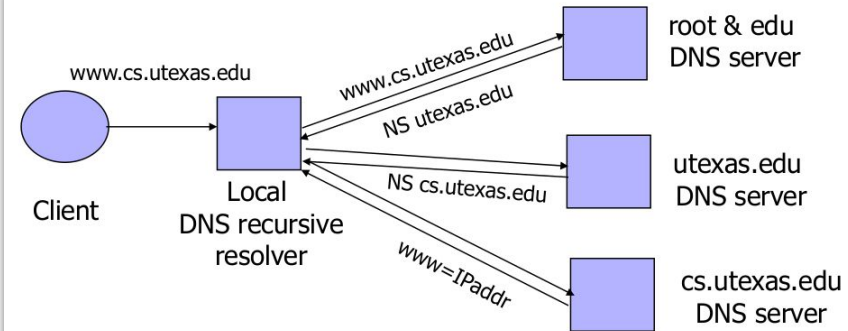 www.cs.utexas.edu
Client
Local
DNS recursive
resolver
www.cs.utexas.edu
NS utexas.edu
NS cs.utexas.edu
www=IPaddr
root & edu
DNS server
utexas.edu
DNS server
cs.utexas.edu
DNS server